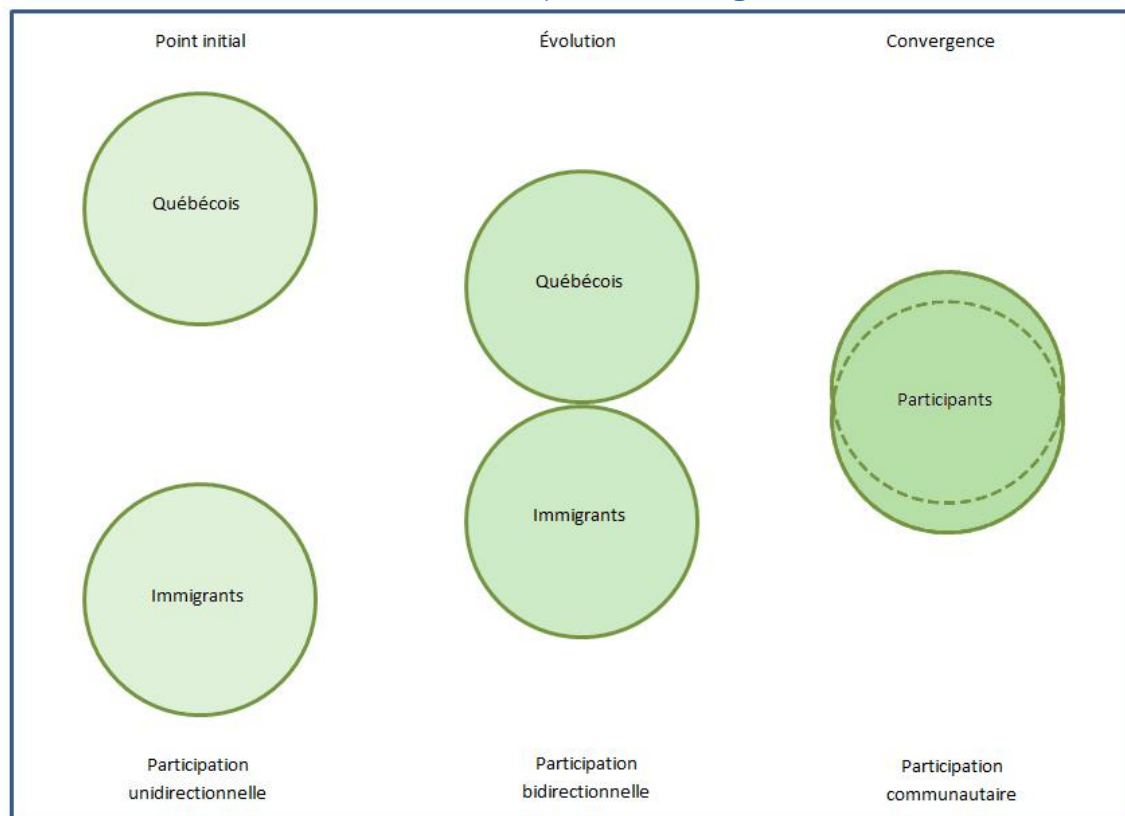 Point initial
Évolution
Convergence
Québécois
Québécois
Participants
Immigrants
Immigrants
Participation
unidirectionnelle
Participation
bidirectionnelle
Participation
communautaire